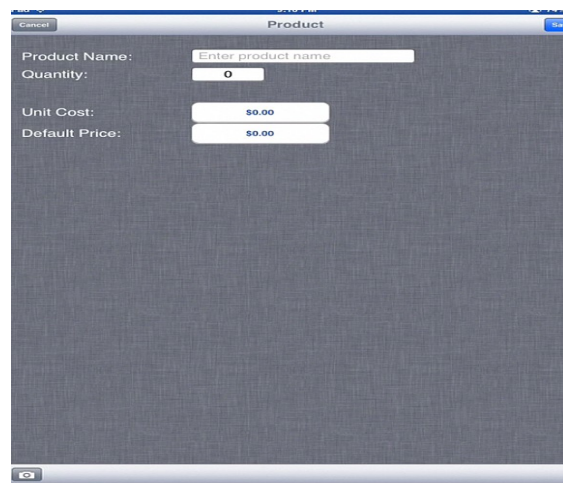 Cancel Product
Product Name: Enter product name
Quantity: 0
Unit Cost: $0.00
Default Price: $0.00